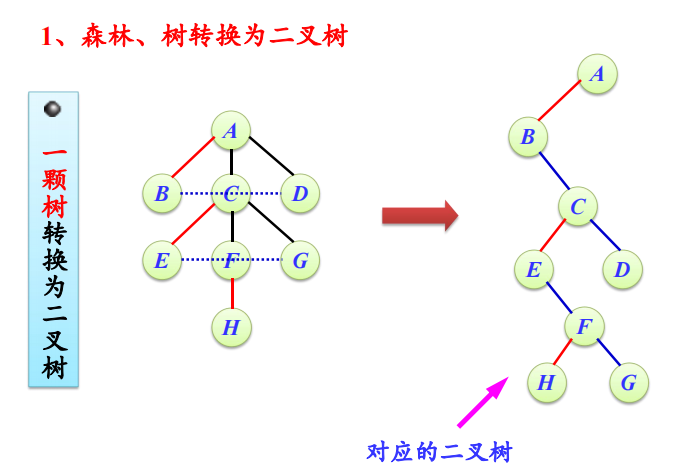 1、森林、树转换为二叉树
一颗树转换为二叉树
A
B C D
E F G
H
A
B
C
E D
F
H G
对应的二叉树